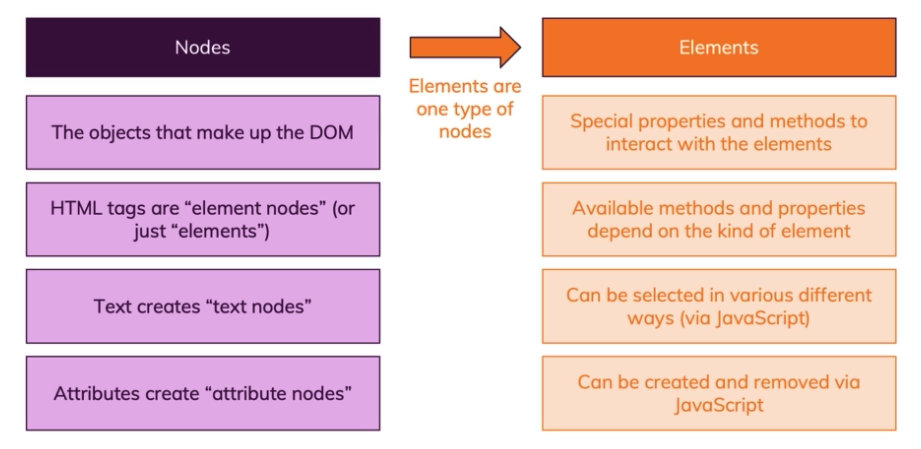 Nodes
The objects that make up the DOM
HTML tags are “element nodes” (or
just “elements”)
Text creates “text nodes”
Attributes create “attribute nodes”
Elements are
one type of
nodes
Elements
Special properties and methods to
interact with the elements
Available methods and properties
depend on the kind of element
Can be selected in various different
ways (via JavaScript)
Can be created and removed via
JavaScript